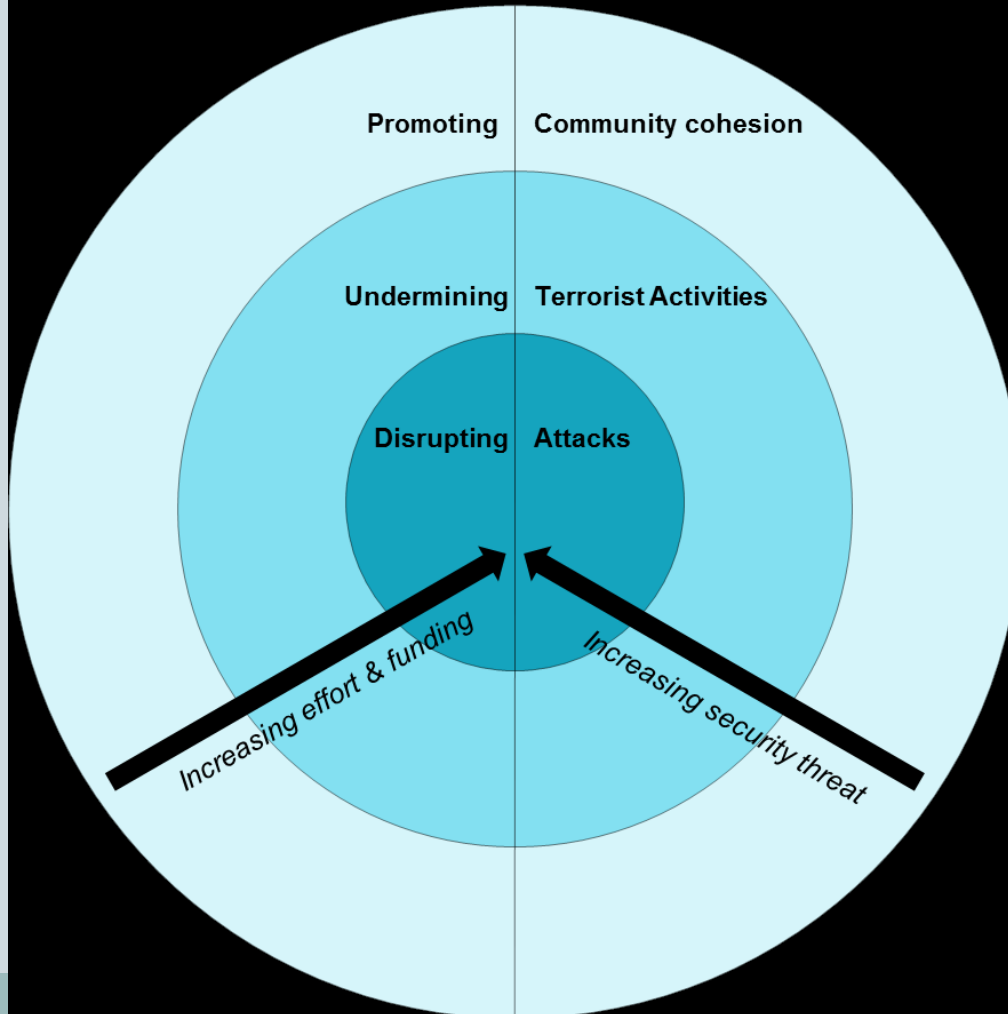 Promoting Community cohesion
Undermining Terrorist Activities
Disrupting Attacks
Increasing effort & funding
Increasing security threat